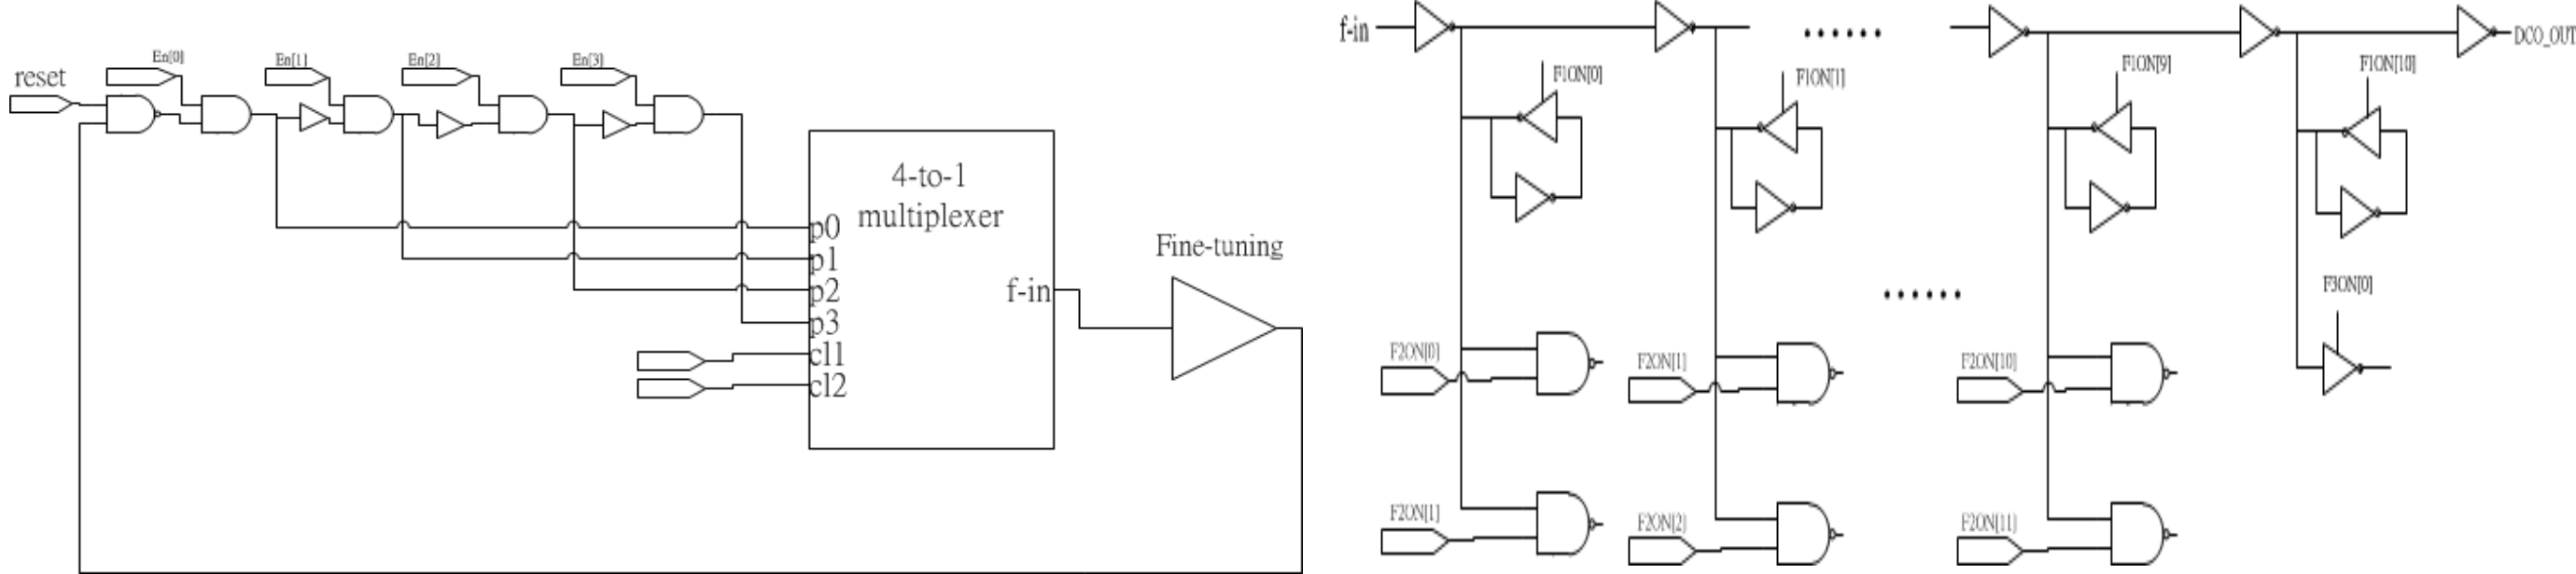 reset
En[0]
En[1]
En[2]
En[3]
4-to-1
multiplexer
p0
p1
p2
p3
cl1
cl2
f-in
Fine-tuning
f-in
DCO_OUT
F1ON[0]
F1ON[1]
F1ON[9]
F1ON[10]
F3ON[0]
F2ON[0]
F2ON[1]
F2ON[10]
F2ON[1]
F2ON[2]
F2ON[11]